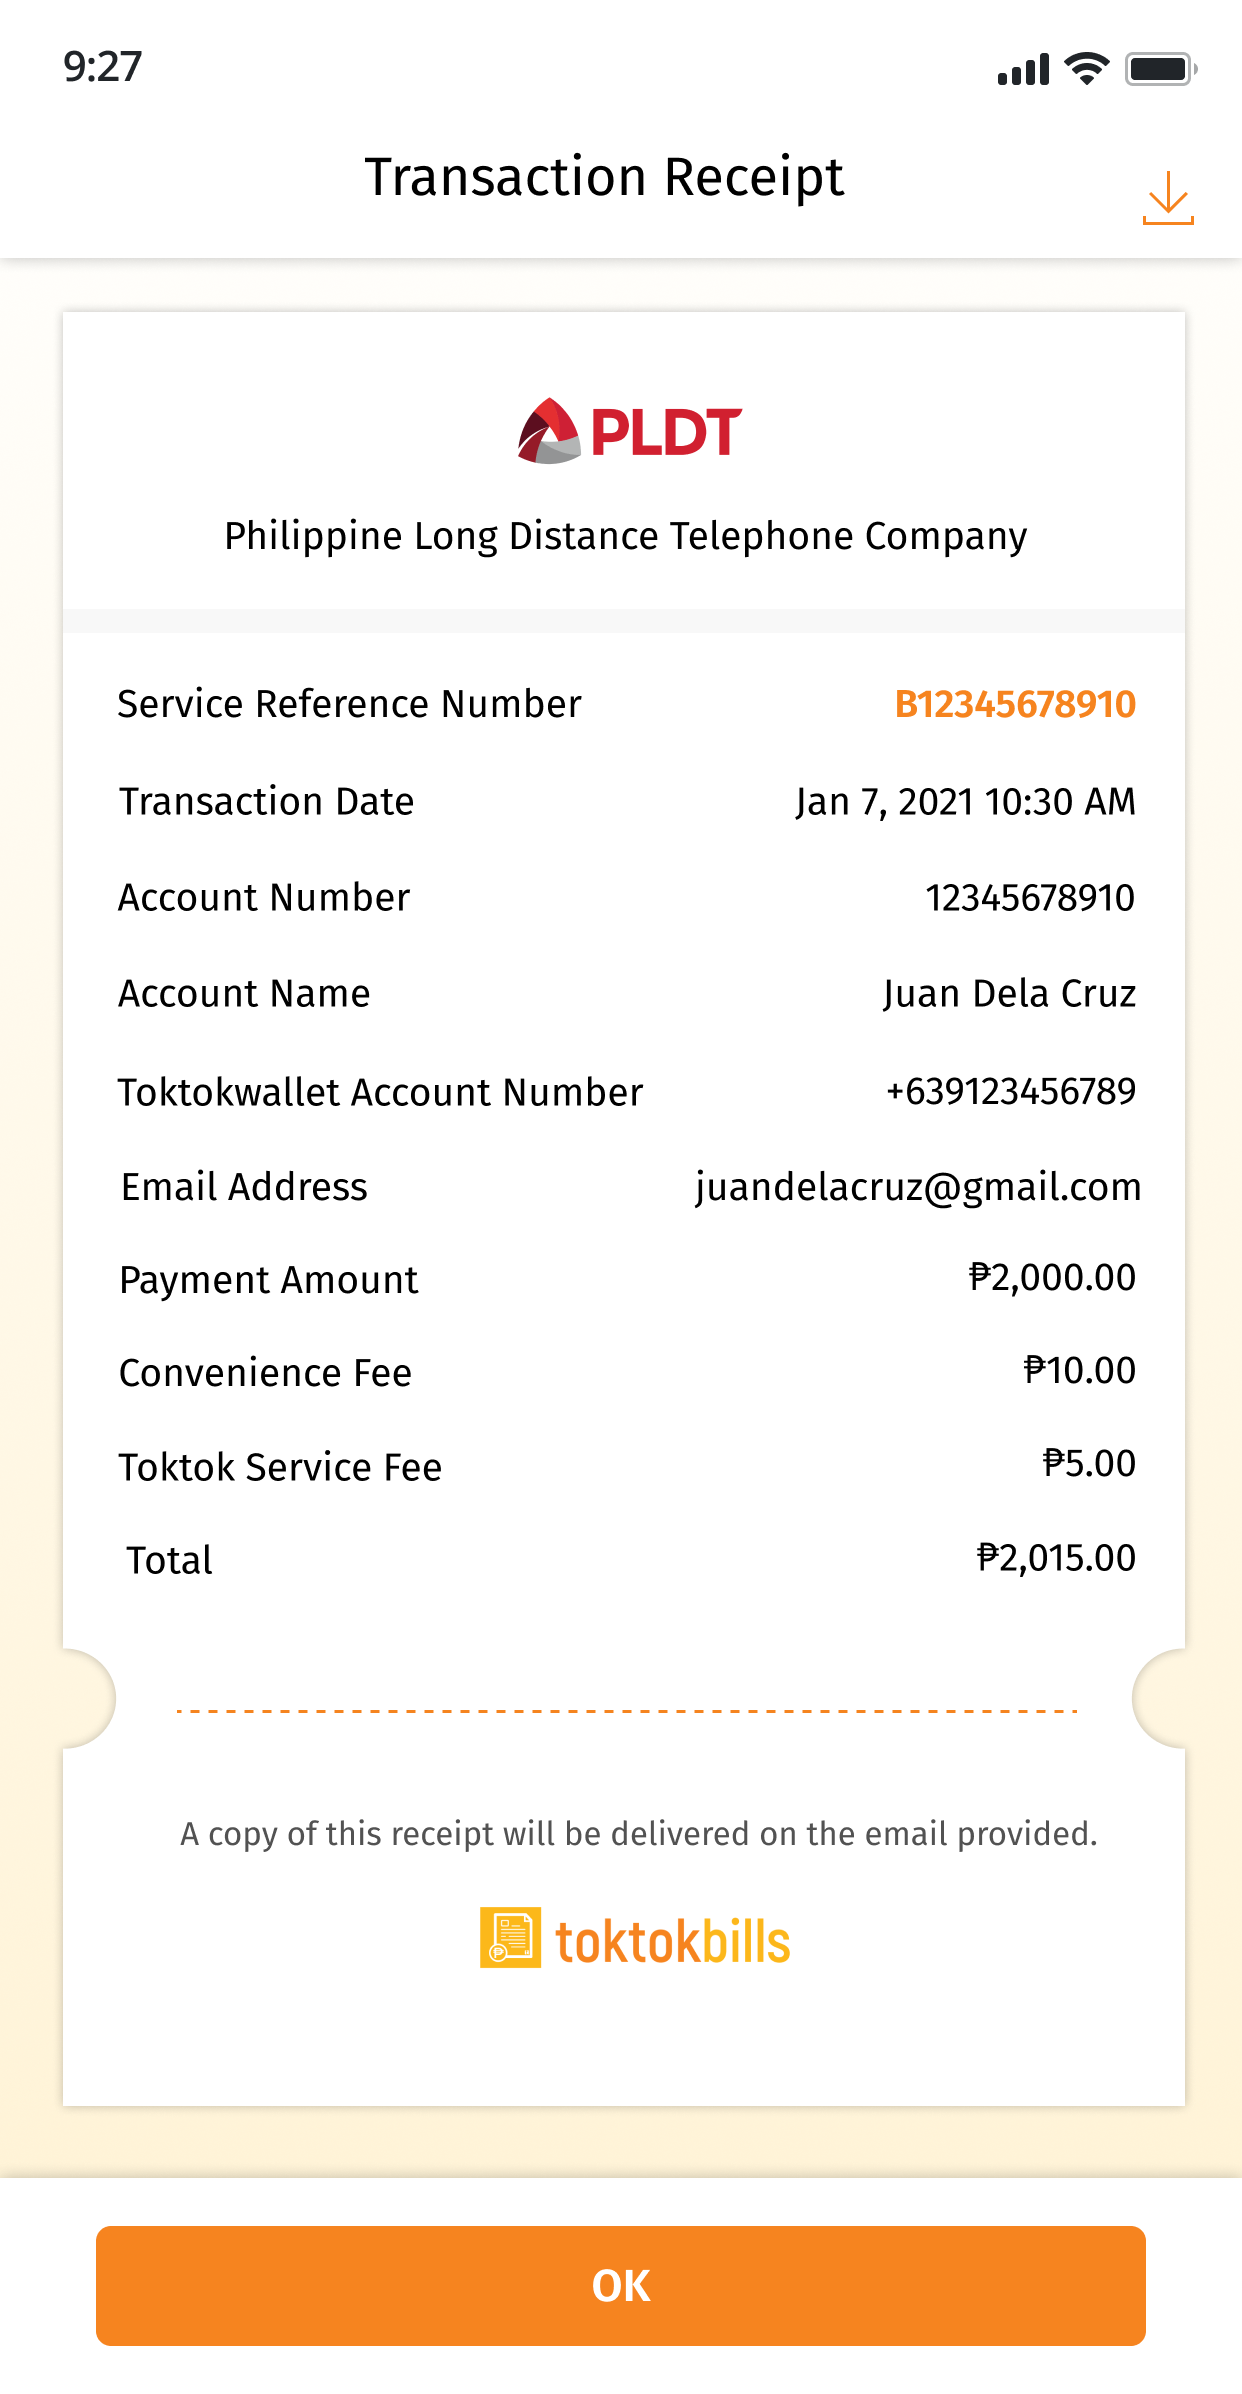 9:27
Transaction Receipt
PLDT
Philippine Long Distance Telephone Company
Service Reference Number B12345678910
Transaction Date Jan 7, 2021 10:30 AM
Account Number 12345678910
Account Name Juan Dela Cruz
Toktokwallet Account Number +639123456789
Email Address juandelacruz@gmail.com
Payment Amount ₱2,000.00
Convenience Fee ₱10.00
Toktok Service Fee ₱5.00
Total ₱2,015.00
A copy of this receipt will be delivered on the email provided.
toktokbills
OK